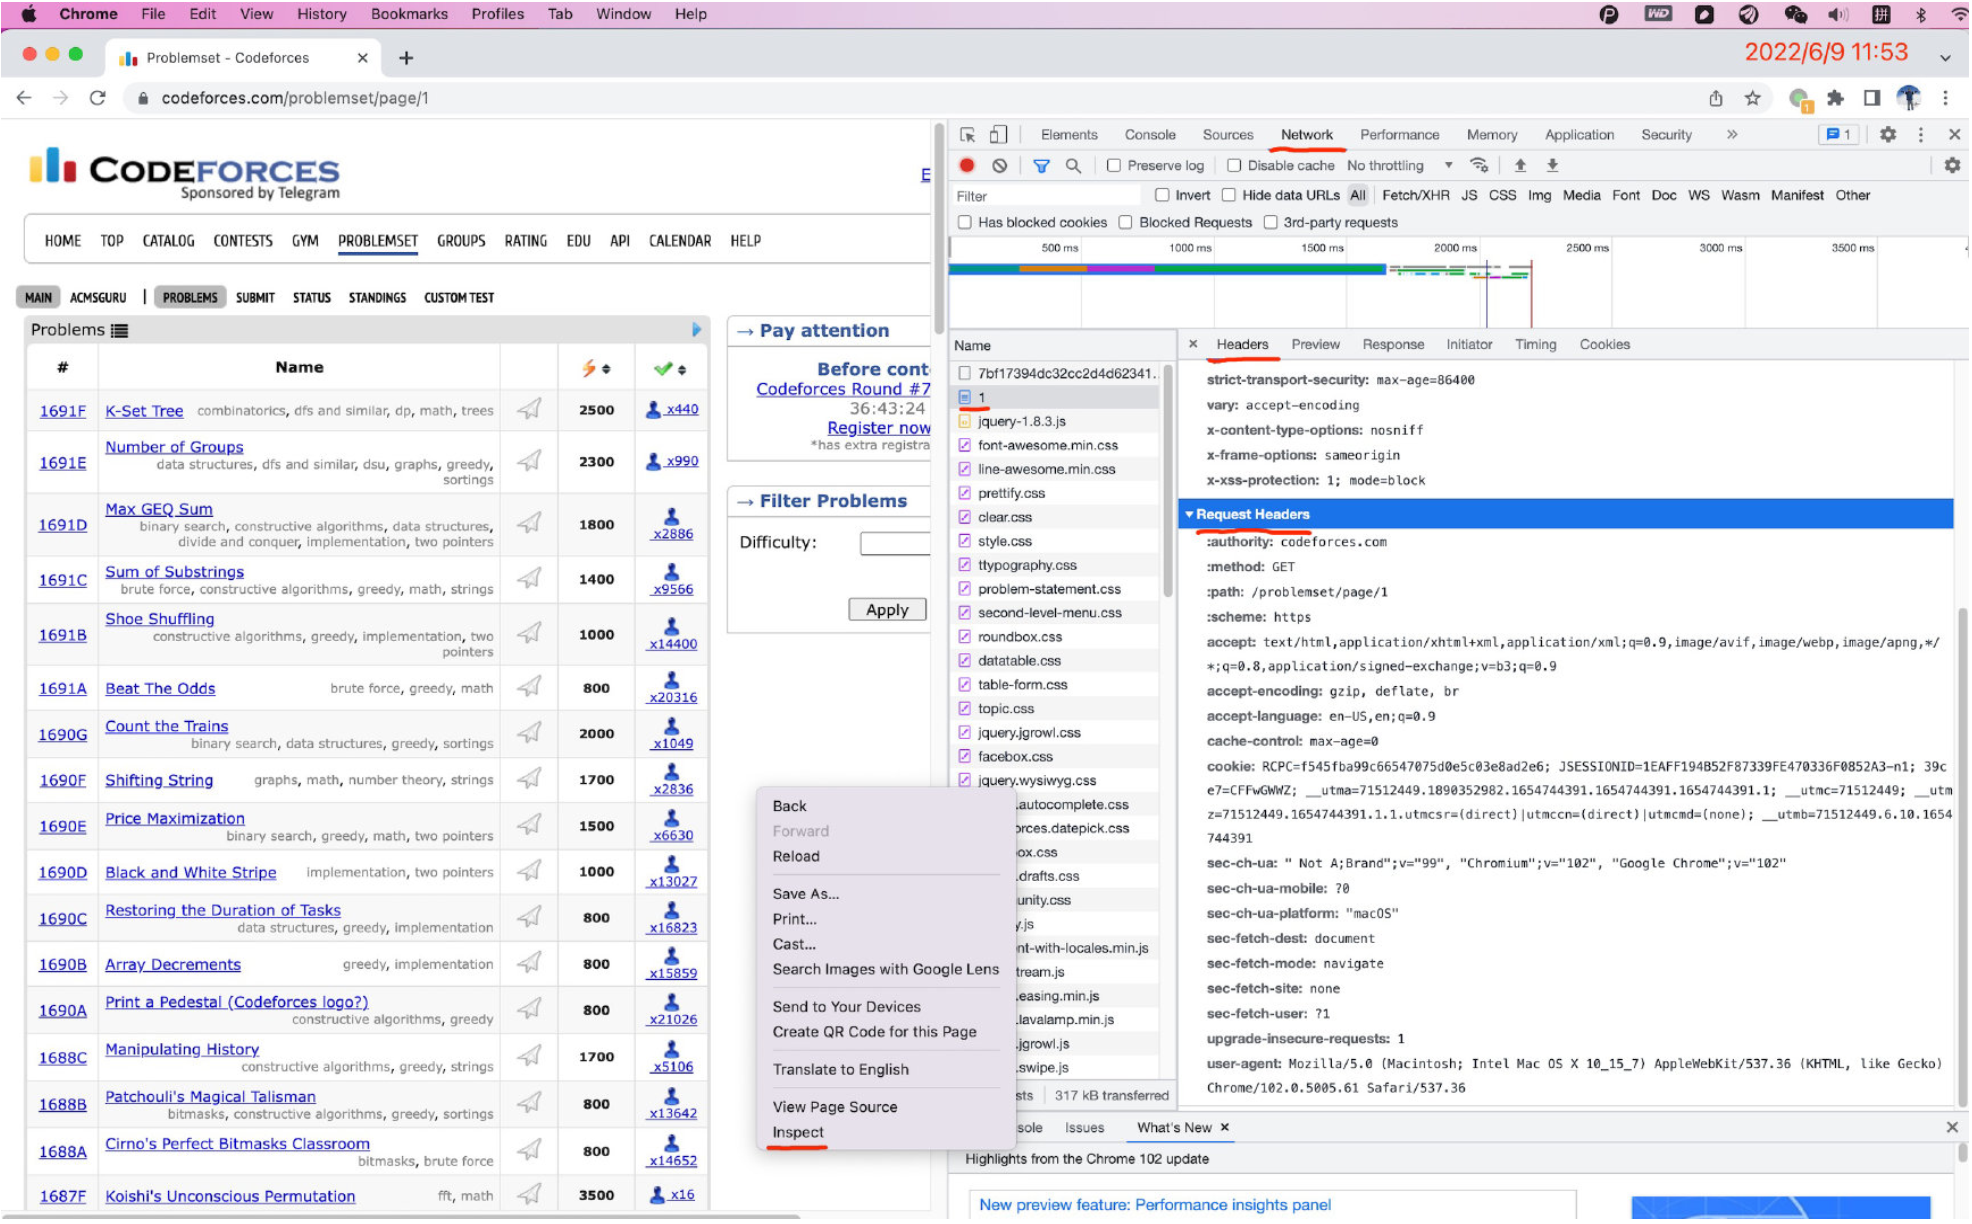 Chrome File Edit View History Bookmarks Profiles Tab Window Help
Problemset - Codeforces
2022/6/9 11:53
codeforces.com/problemset/page/1
CODEFORCES
Sponsored by Telegram
E
HOME TOP CATALOG CONTESTS GYM PROBLEMSET GROUPS RATING EDU API CALENDAR HELP
MAIN ACMSGURU | PROBLEMS SUBMIT STATUS STANDINGS CUSTOM TEST
Problems
# Name
1691F K-Set Tree combinatorics, dfs and similar, dp, math, trees 2500 x440
1691E Number of Groups 2300 x990
data structures, dfs and similar, dsu, graphs, greedy,
sortings
1691D Max GEQ Sum 1800 x2886
binary search, constructive algorithms, data structures,
divide and conquer, implementation, two pointers
1691C Sum of Substrings 1400 x9566
brute force, constructive algorithms, greedy, math, strings
1691B Shoe Shuffling 1000 x14400
constructive algorithms, greedy, implementation, two
pointers
1691A Beat The Odds brute force, greedy, math 800 x20316
1690G Count the Trains 2000 x1049
binary search, data structures, greedy, sortings
1690F Shifting String graphs, math, number theory, strings 1700 x2836
1690E Price Maximization 1500 x6630
binary search, greedy, math, two pointers
1690D Black and White Stripe implementation, two pointers 1000 x13027
1690C Restoring the Duration of Tasks 800 x16823
data structures, greedy, implementation
1690B Array Decrements greedy, implementation 800 x15859
1690A Print a Pedestal (Codeforces logo?) 800 x21026
constructive algorithms, greedy
1688C Manipulating History 1700 x5106
constructive algorithms, greedy, strings
1688B Patchouli's Magical Talisman 800 x13642
bitmasks, constructive algorithms, greedy, sortings
1688A Cirno's Perfect Bitmasks Classroom 800 x14652
bitmasks, brute force
1687F Koishi's Unconscious Permutation fft, math 3500 x16
→ Pay attention
Before cont
Codeforces Round #7
36:43:24
Register now
*has extra registra
→ Filter Problems
Difficulty:
Apply
Back
Forward
Reload
Save As...
Print...
Cast...
Search Images with Google Lens
Send to Your Devices
Create QR Code for this Page
Translate to English
View Page Source
Inspect
Elements Console Sources Network Performance Memory Application Security » 1
Preserve log Disable cache No throttling
Filter Invert Hide data URLs All Fetch/XHR JS CSS Img Media Font Doc WS Wasm Manifest Other
Has blocked cookies Blocked Requests 3rd-party requests
500 ms 1000 ms 1500 ms 2000 ms 2500 ms 3000 ms 3500 ms
Name
7bf17394dc32cc2d4d62341.
1
jquery-1.8.3.js
font-awesome.min.css
line-awesome.min.css
prettify.css
clear.css
style.css
ttypography.css
problem-statement.css
second-level-menu.css
roundbox.css
datatable.css
table-form.css
topic.css
jquery.jgrowl.css
facebox.css
jquery.wysiwyg.css
.autocomplete.css
orces.datepick.css
ox.css
.drafts.css
unity.css
y.js
nt-with-locales.min.js
tream.js
.easing.min.js
.lavalamp.min.js
.jgrowl.js
.swipe.js
sts 317 kB transferred
Headers Preview Response Initiator Timing Cookies
strict-transport-security: max-age=86400
vary: accept-encoding
x-content-type-options: nosniff
x-frame-options: sameorigin
x-xss-protection: 1; mode=block
Request Headers
:authority: codeforces.com
:method: GET
:path: /problemset/page/1
:scheme: https
accept: text/html,application/xhtml+xml,application/xml;q=0.9,image/avif,image/webp,image/apng,*/
*;q=0.8,application/signed-exchange;v=b3;q=0.9
accept-encoding: gzip, deflate, br
accept-language: en-US,en;q=0.9
cache-control: max-age=0
cookie: RCPC=f545fba99c66547075d0e5c03e8ad2e6; JSESSIONID=1EAFF194B52F87339FE470336F0852A3-n1; 39c
e7=CFFwGWWZ; __utma=71512449.1890352982.1654744391.1654744391.1654744391.1; __utmc=71512449; __utm
z=71512449.1654744391.1.1.utmcsr=(direct)|utmccn=(direct)|utmcmd=(none); __utmb=71512449.6.10.1654
744391
sec-ch-ua: " Not A;Brand";v="99", "Chromium";v="102", "Google Chrome";v="102"
sec-ch-ua-mobile: ?0
sec-ch-ua-platform: "macOS"
sec-fetch-dest: document
sec-fetch-mode: navigate
sec-fetch-site: none
sec-fetch-user: ?1
upgrade-insecure-requests: 1
user-agent: Mozilla/5.0 (Macintosh; Intel Mac OS X 10_15_7) AppleWebKit/537.36 (KHTML, like Gecko)
Chrome/102.0.5005.61 Safari/537.36
sole Issues What's New
Highlights from the Chrome 102 update
New preview feature: Performance insights panel